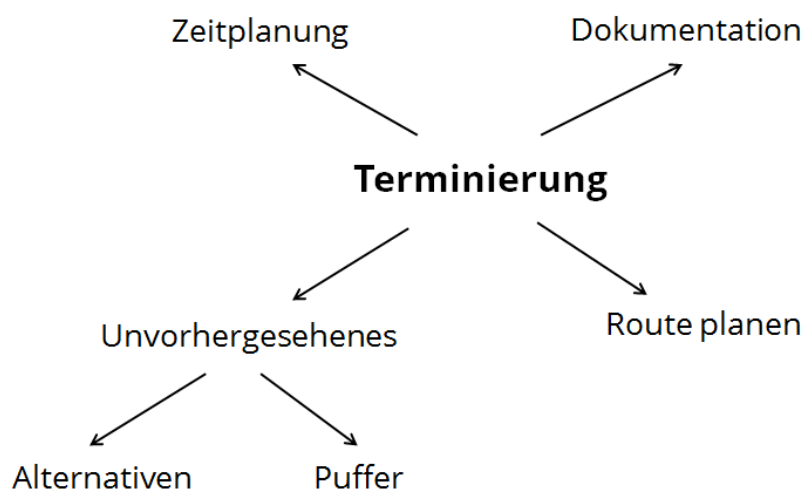 Zeitplanung
Dokumentation
Terminierung
Unvorhergesehenes
Route planen
Alternativen
Puffer